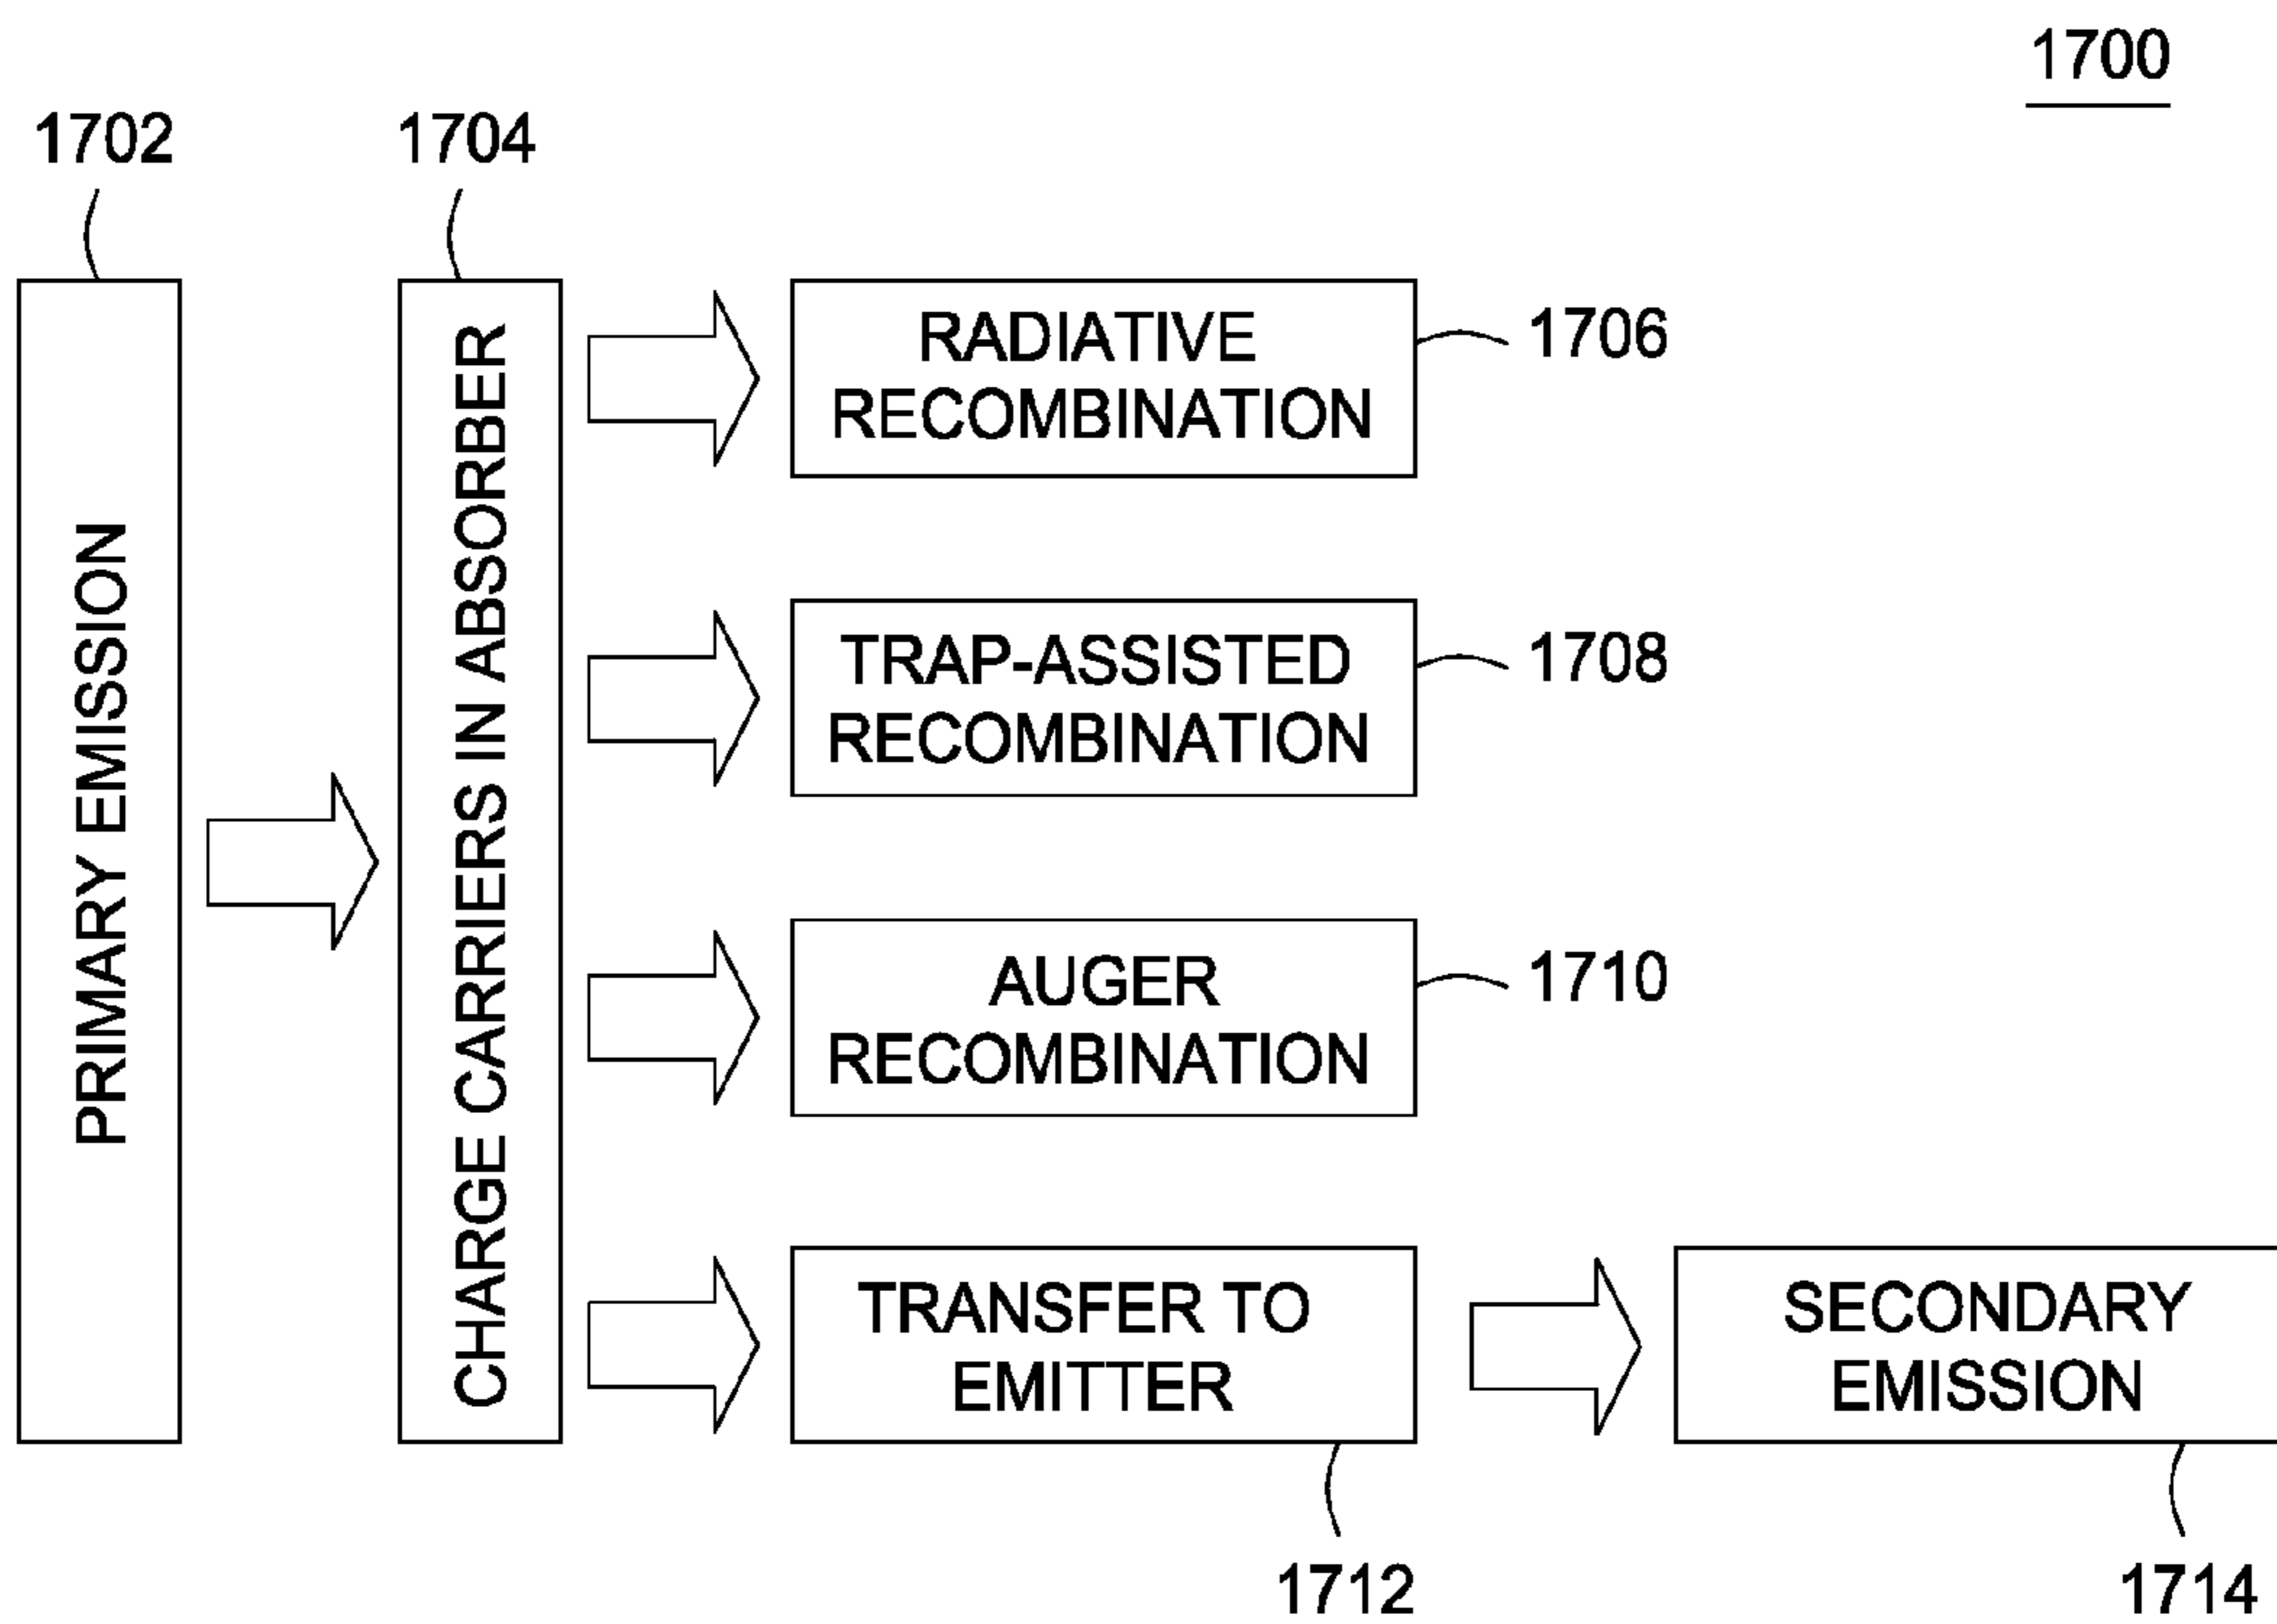 1700
1702
1704
PRIMARY EMISSION
CHARGE CARRIERS IN ABSORBER
RADIATIVE
RECOMBINATION
1706
TRAP-ASSISTED
RECOMBINATION
1708
AUGER
RECOMBINATION
1710
TRANSFER TO
EMITTER
SECONDARY
EMISSION
1712
1714